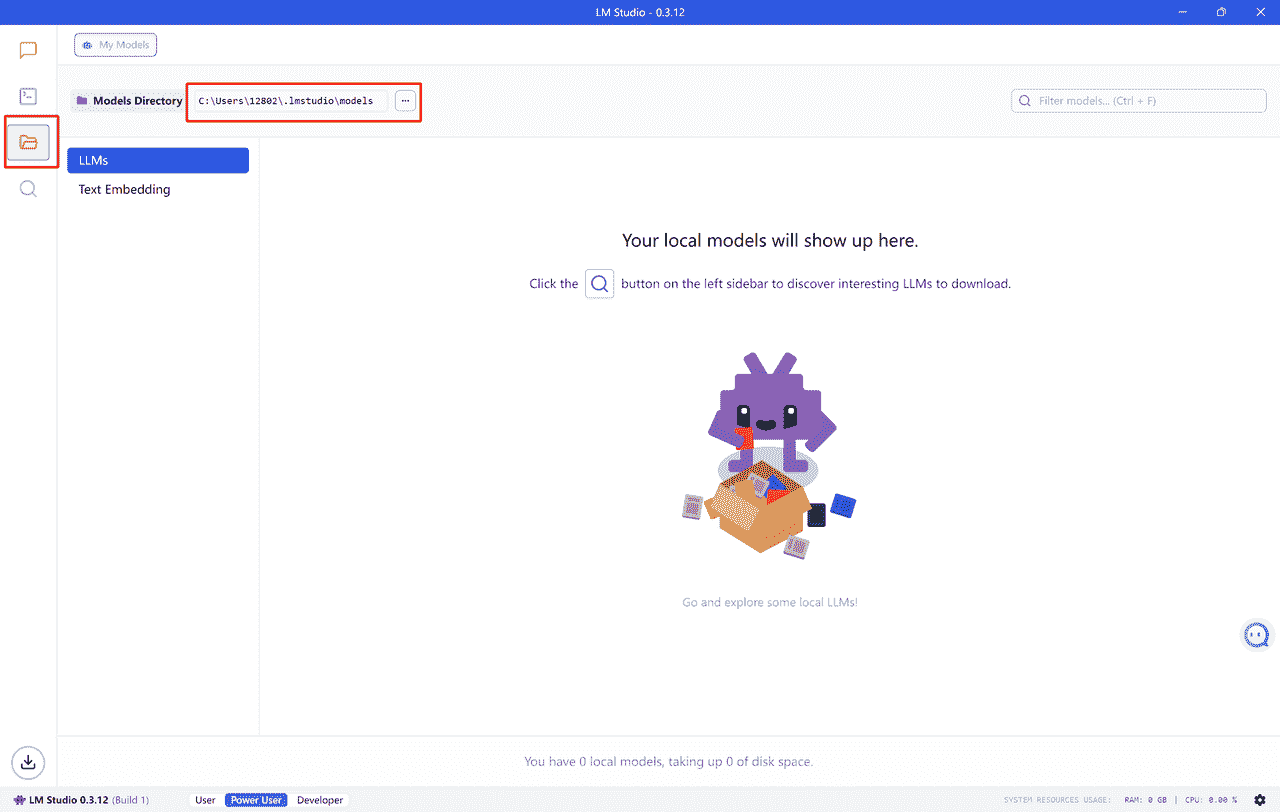 LM Studio - 0.3.12
My Models
Models Directory C:\Users\12802\.lmstudio\models ...
Filter models... (Ctrl + F)
LLMs
Text Embedding
Your local models will show up here.
Click the button on the left sidebar to discover interesting LLMs to download.
Go and explore some local LLMs!
You have 0 local models, taking up 0 of disk space.
LM Studio 0.3.12 (Build 1) User Power User Developer
SYSTEM RESOURCES USAGE: RAM: 0 GB | CPU: 0.00 %